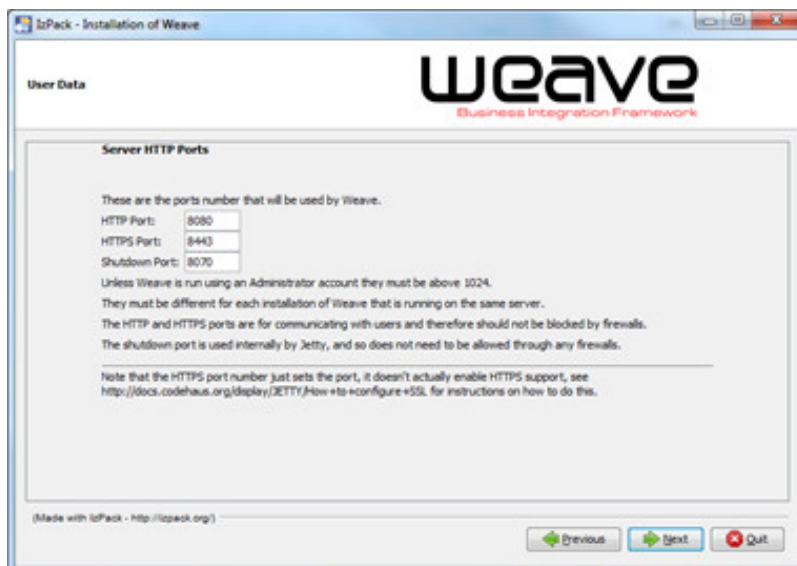 IzPack - Installation of Weave
User Data
weave
Business Integration Framework
Server HTTP Ports
These are the ports number that will be used by Weave.
HTTP Port: 8080
HTTPS Port: 8443
Shutdown Port: 8070
Unless Weave is run using an Administrator account they must be above 1024.
They must be different for each installation of Weave that is running on the same server.
The HTTP and HTTPS ports are for communicating with users and therefore should not be blocked by firewalls.
The shutdown port is used internally by Jetty, and so does not need to be allowed through any firewalls.
Note that the HTTPS port number just sets the port, it doesn't actually enable HTTPS support, see
http://docs.codehaus.org/display/JETTY/How+to+configure+SSL for instructions on how to do this.
(Made with IzPack - http://izpack.org/)
Previous Next Quit